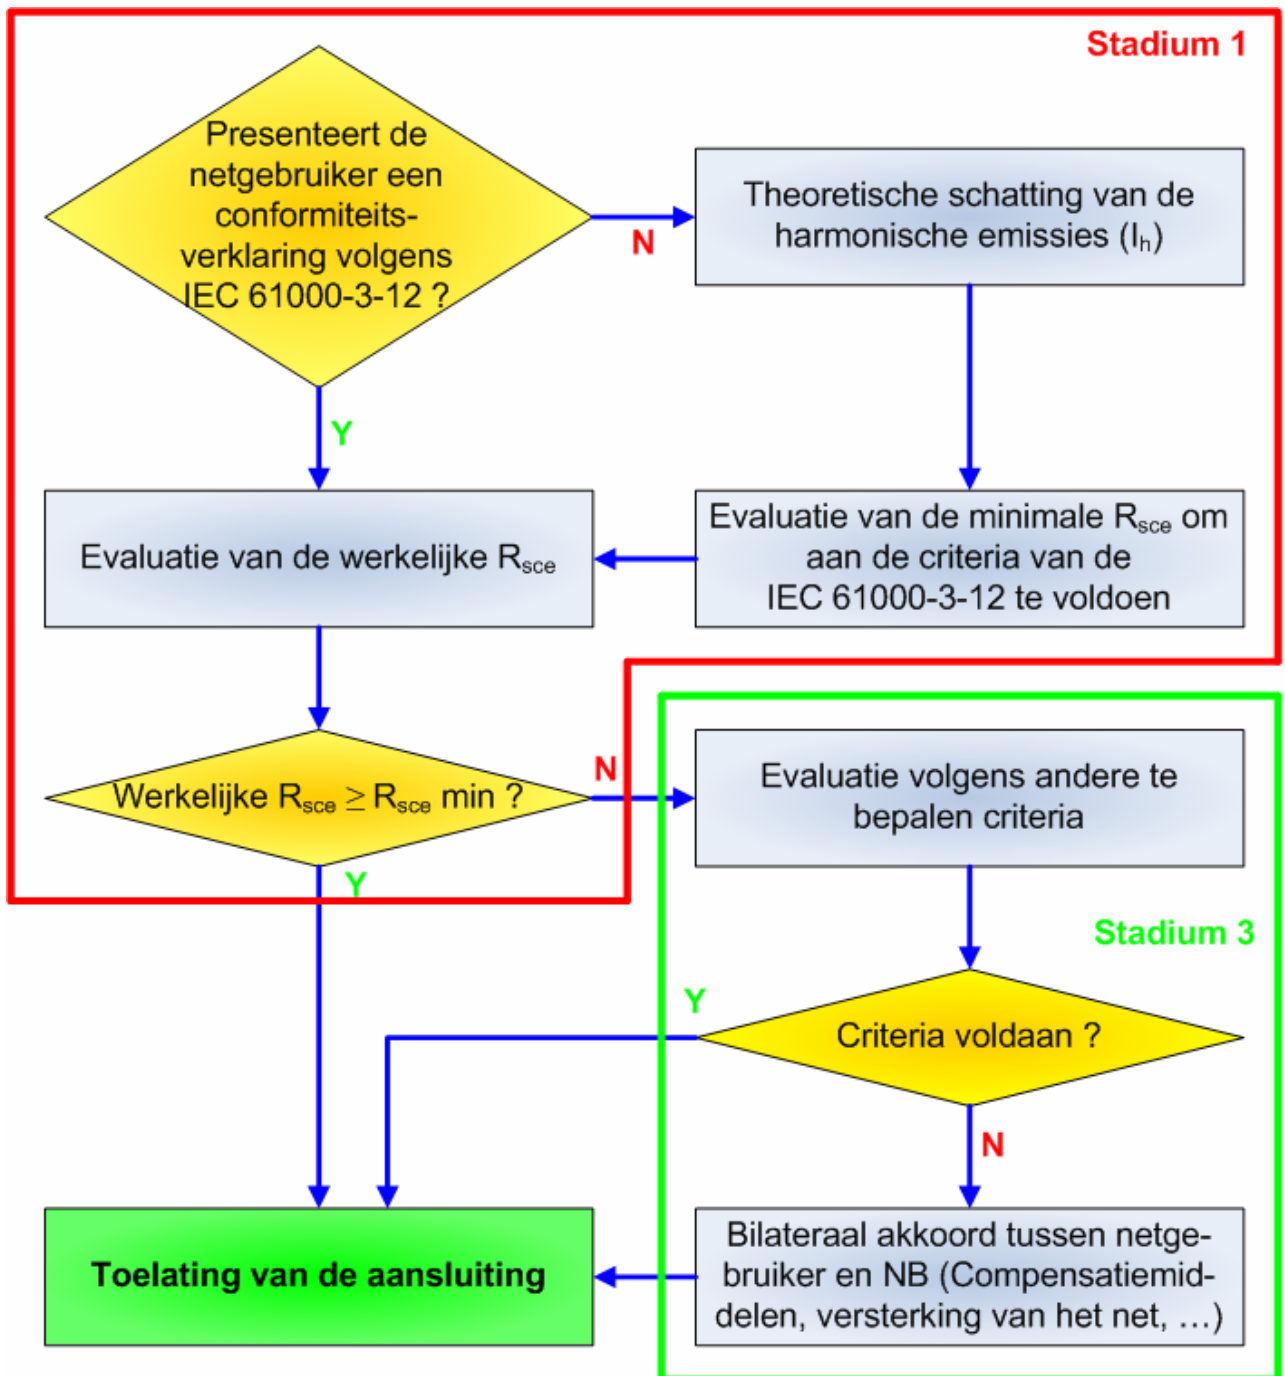 Stadium 1
Presenteert de
netgebruiker een
conformiteits-
verklaring volgens
IEC 61000-3-12 ?
N
Theoretische schatting van de
harmonische emissies (Iₕ)
Y
Evaluatie van de werkelijke Rsce
Evaluatie van de minimale Rsce om
aan de criteria van de
IEC 61000-3-12 te voldoen
Werkelijke Rsce ≥ Rsce min ?
N
Y
Evaluatie volgens andere te
bepalen criteria
Stadium 3
Y
Criteria voldaan ?
N
Toelating van de aansluiting
Bilateraal akkoord tussen netge-
bruiker en NB (Compensatiemid-
delen, versterking van het net, …)